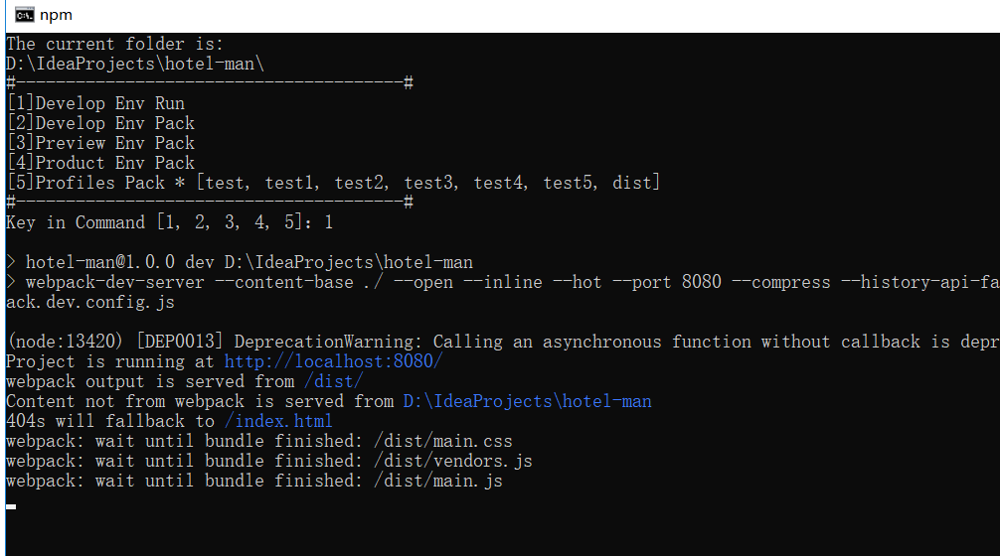 npm
The current folder is:
D:\IdeaProjects\hotel-man\
#---------------------------------------#
[1]Develop Env Run
[2]Develop Env Pack
[3]Preview Env Pack
[4]Product Env Pack
[5]Profiles Pack * [test, test1, test2, test3, test4, test5, dist]
#---------------------------------------#
Key in Command [1, 2, 3, 4, 5]: 1
> hotel-man@1.0.0 dev D:\IdeaProjects\hotel-man
> webpack-dev-server --content-base ./ --open --inline --hot --port 8080 --compress --history-api-fa
ack.dev.config.js
(node:13420) [DEP0013] DeprecationWarning: Calling an asynchronous function without callback is depr
Project is running at http://localhost:8080/
webpack output is served from /dist/
Content not from webpack is served from D:\IdeaProjects\hotel-man
404s will fallback to /index.html
webpack: wait until bundle finished: /dist/main.css
webpack: wait until bundle finished: /dist/vendors.js
webpack: wait until bundle finished: /dist/main.js